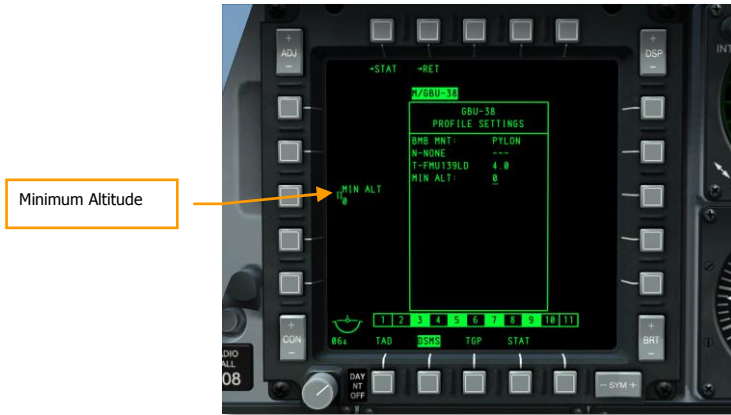 Minimum Altitude
+
ADJ
-
+
DSP
-
INT
→STAT →RET
M/GBU-38
GBU-38
PROFILE SETTINGS
BMB MNT: PYLON
N-NONE ---
T-FMU139LD 4.0
MIN ALT: 0
MIN ALT
0
1 2 3 4 5 6 7 8 9 10 11
TAD DSMS TGP STAT
+
CON
-
+
BRT
-
DAY
NT
OFF
- SYM +
08